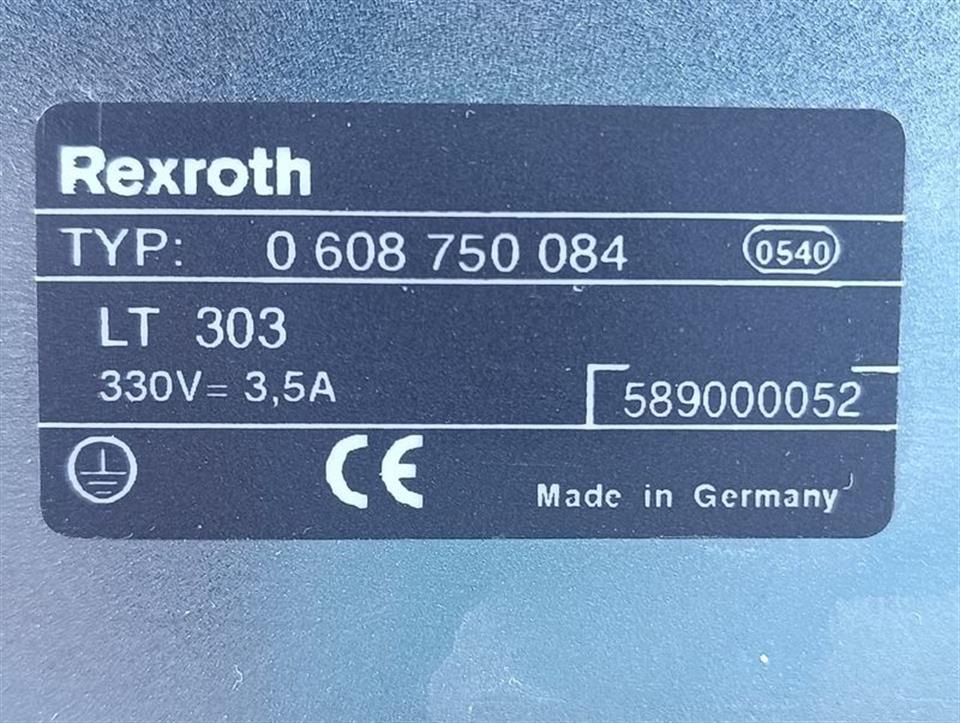 Rexroth
TYP: 0 608 750 084 0540
LT 303
330V= 3,5A
589000052
CE
Made in Germany